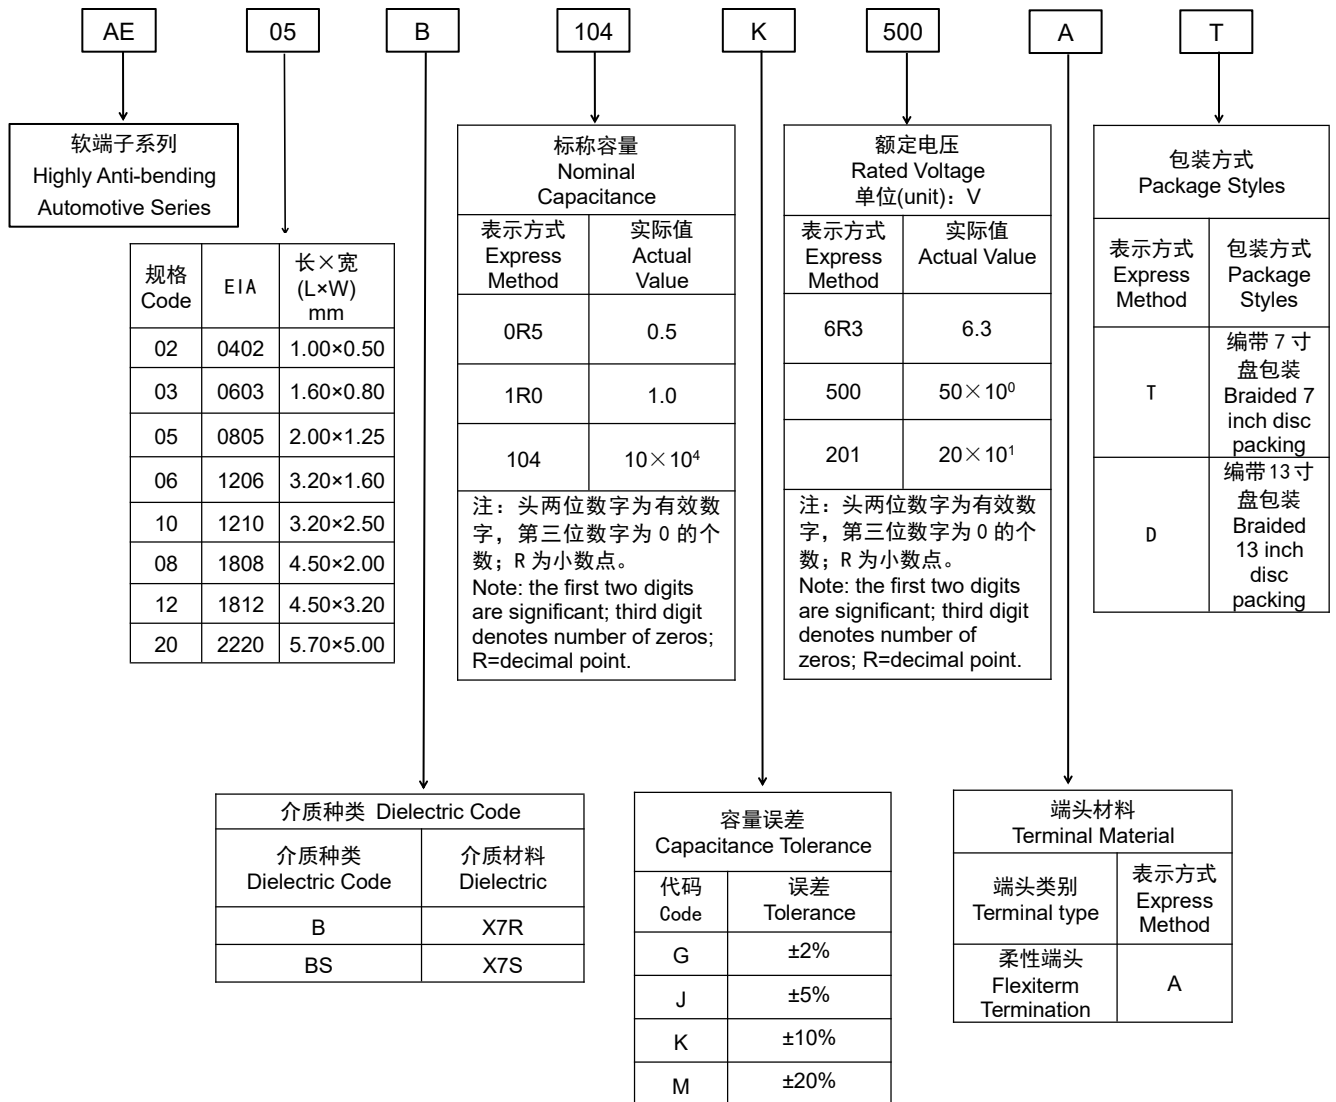 AE 05 B 104 K 500 A T
软端子系列
Highly Anti-bending
Automotive Series
规格
Code
EIA
长×宽
(L×W)
mm
02 0402 1.00×0.50
03 0603 1.60×0.80
05 0805 2.00×1.25
06 1206 3.20×1.60
10 1210 3.20×2.50
08 1808 4.50×2.00
12 1812 4.50×3.20
20 2220 5.70×5.00
标称容量
Nominal
Capacitance
表示方式
Express
Method
实际值
Actual
Value
0R5 0.5
1R0 1.0
104 10×10⁴
注：头两位数字为有效数
字，第三位数字为 0 的个
数；R 为小数点。
Note: the first two digits
are significant; third digit
denotes number of zeros;
R=decimal point.
额定电压
Rated Voltage
单位(unit)：V
表示方式
Express
Method
实际值
Actual Value
6R3 6.3
500 50×10⁰
201 20×10¹
注：头两位数字为有效数
字，第三位数字为 0 的个
数；R 为小数点。
Note: the first two digits
are significant; third digit
denotes number of
zeros; R=decimal point.
包装方式
Package Styles
表示方式
Express
Method
包装方式
Package
Styles
T
编带 7 寸
盘包装
Braided 7
inch disc
packing
D
编带 13 寸
盘包装
Braided
13 inch
disc
packing
介质种类 Dielectric Code
介质种类
Dielectric Code
介质材料
Dielectric
B X7R
BS X7S
容量误差
Capacitance Tolerance
代码
Code
误差
Tolerance
G ±2%
J ±5%
K ±10%
M ±20%
端头材料
Terminal Material
端头类别
Terminal type
表示方式
Express
Method
柔性端头
Flexiterm
Termination
A